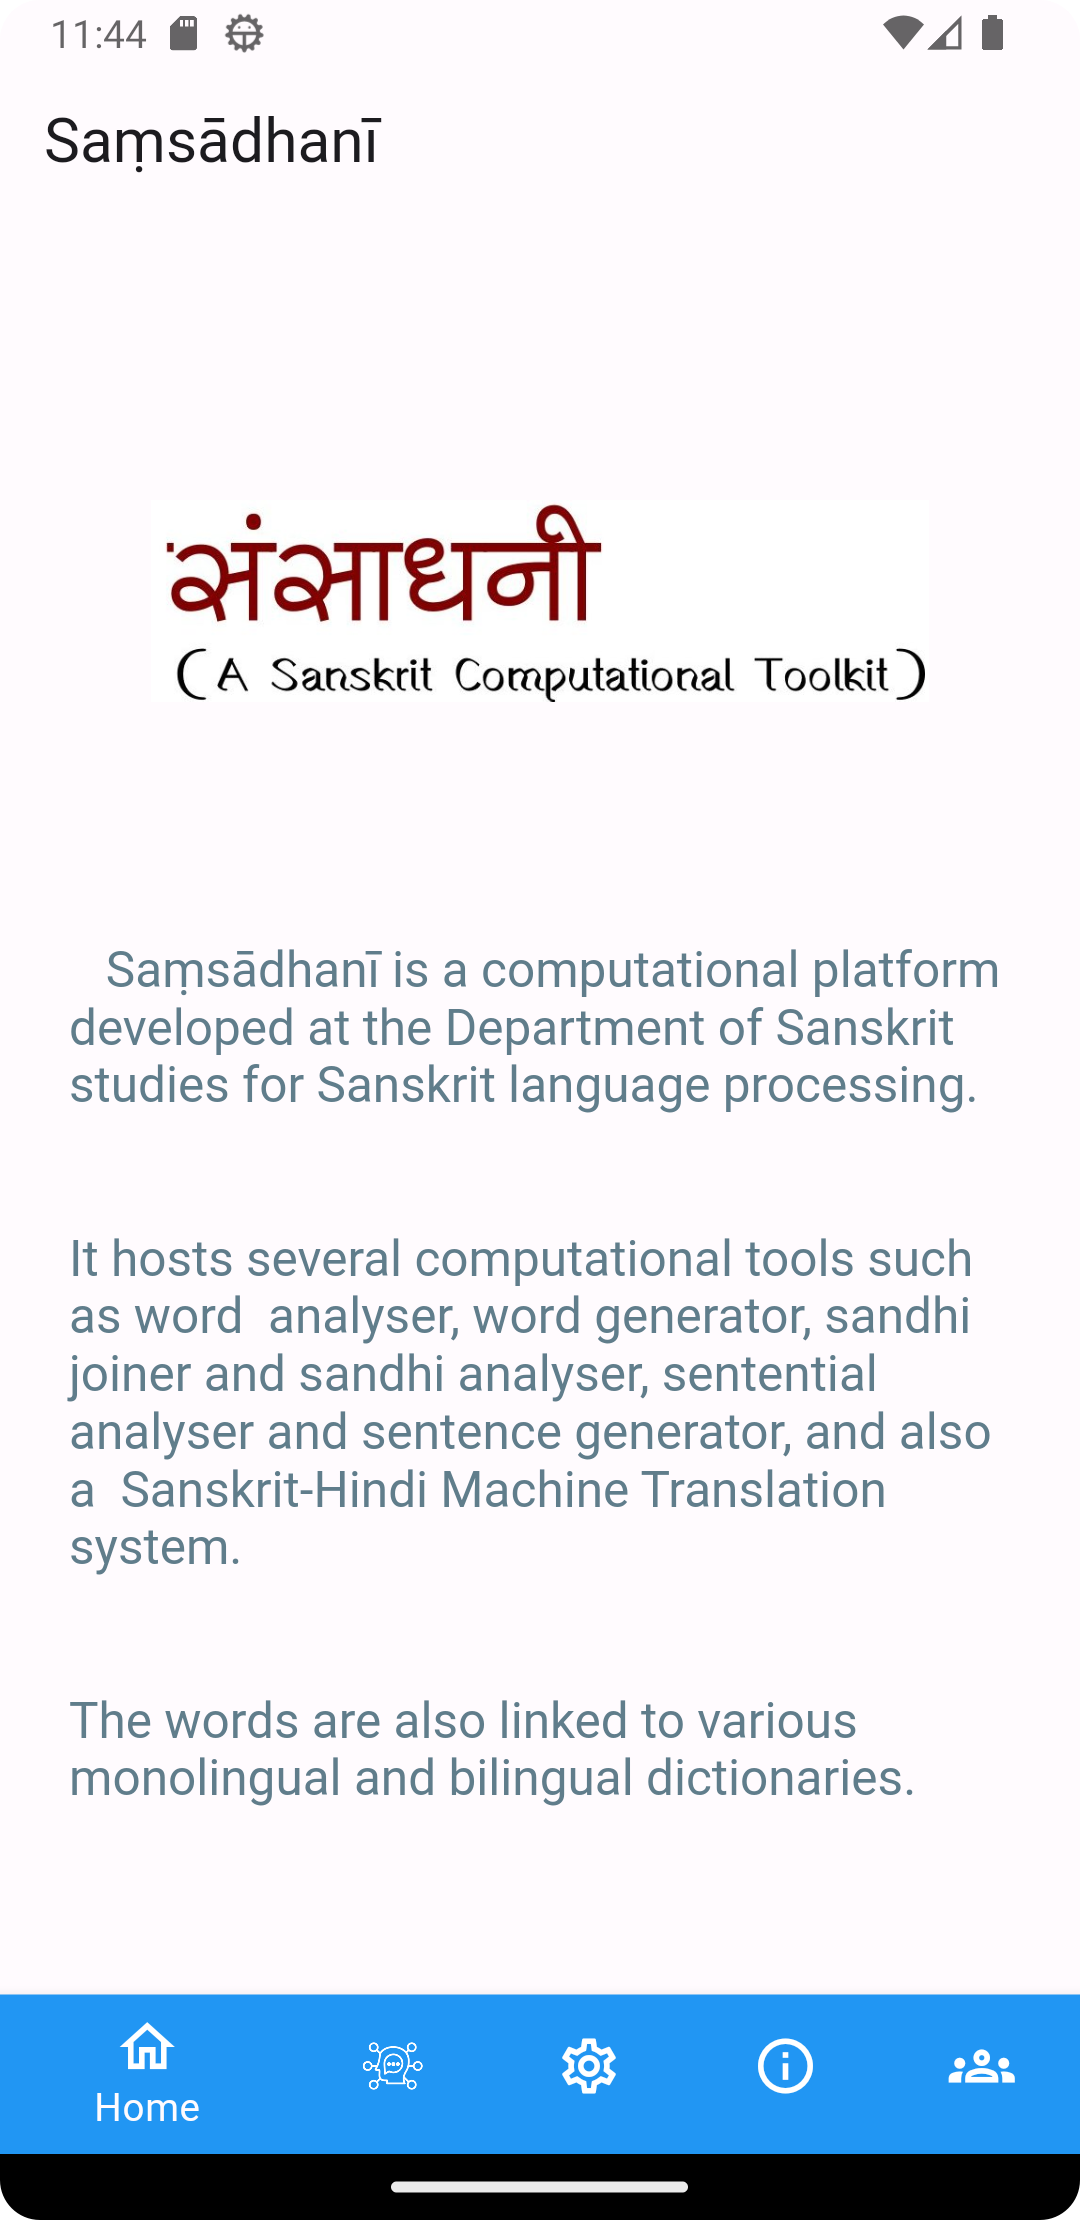 11:44
Saṃsādhanī
संसाधनी
(A Sanskrit Computational Toolkit)
Saṃsādhanī is a computational platform
developed at the Department of Sanskrit
studies for Sanskrit language processing.
It hosts several computational tools such
as word  analyser, word generator, sandhi
joiner and sandhi analyser, sentential
analyser and sentence generator, and also
a  Sanskrit-Hindi Machine Translation
system.
The words are also linked to various
monolingual and bilingual dictionaries.
Home